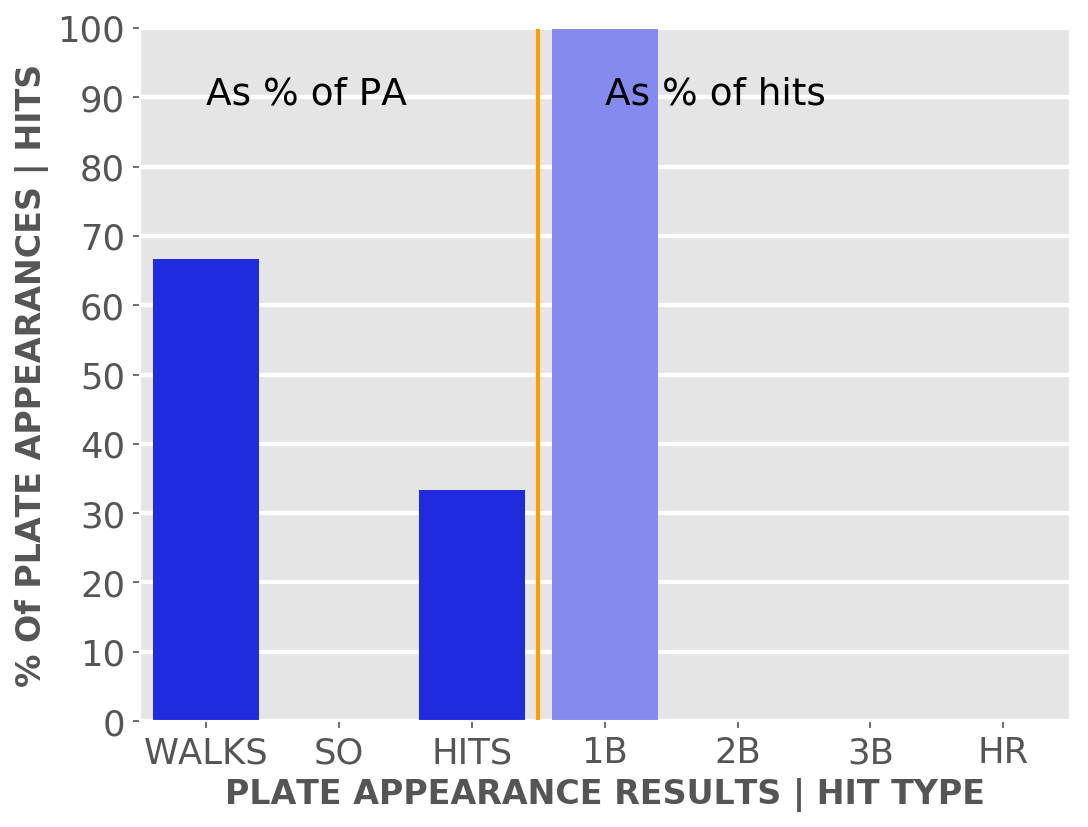 100
90
80
70
60
50
40
30
20
10
0
% Of PLATE APPEARANCES | HITS
As % of PA
As % of hits
WALKS SO HITS 1B 2B 3B HR
PLATE APPEARANCE RESULTS | HIT TYPE